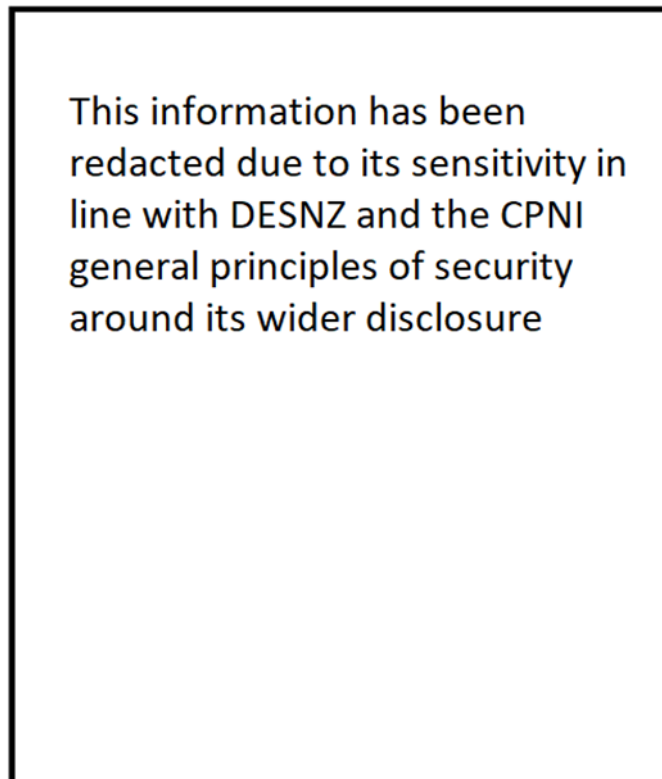 This information has been
redacted due to its sensitivity in
line with DESNZ and the CPNI
general principles of security
around its wider disclosure